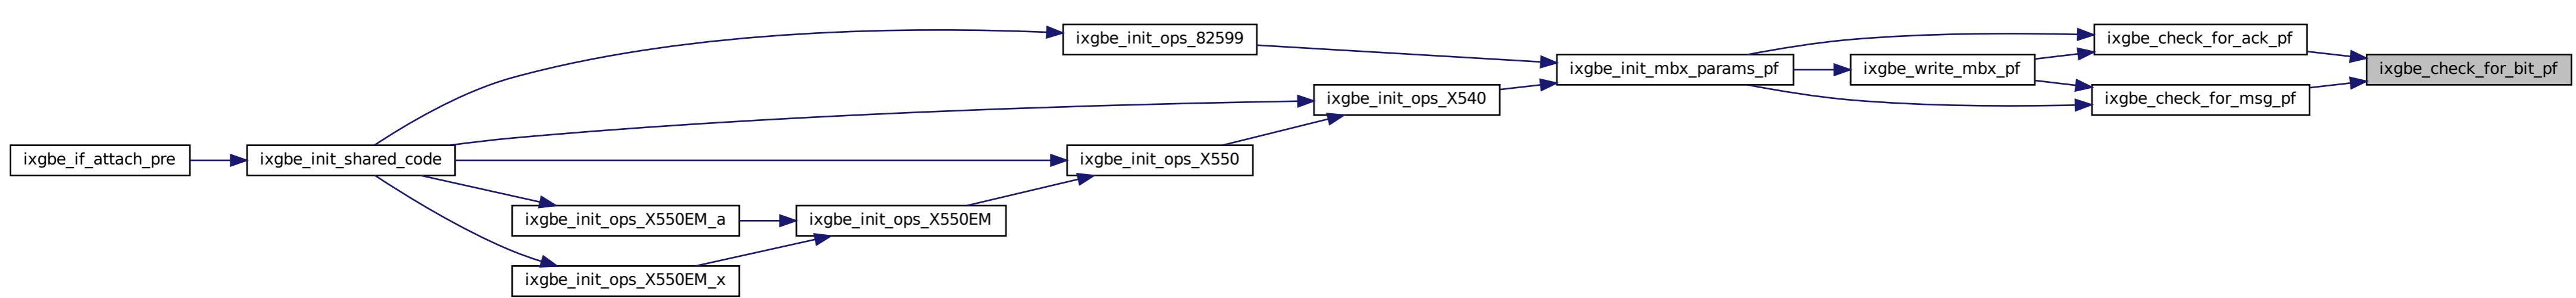 ixgbe_init_ops_82599
ixgbe_check_for_ack_pf
ixgbe_init_mbx_params_pf
ixgbe_write_mbx_pf
ixgbe_check_for_bit_pf
ixgbe_init_ops_X540
ixgbe_check_for_msg_pf
ixgbe_if_attach_pre
ixgbe_init_shared_code
ixgbe_init_ops_X550
ixgbe_init_ops_X550EM_a
ixgbe_init_ops_X550EM
ixgbe_init_ops_X550EM_x